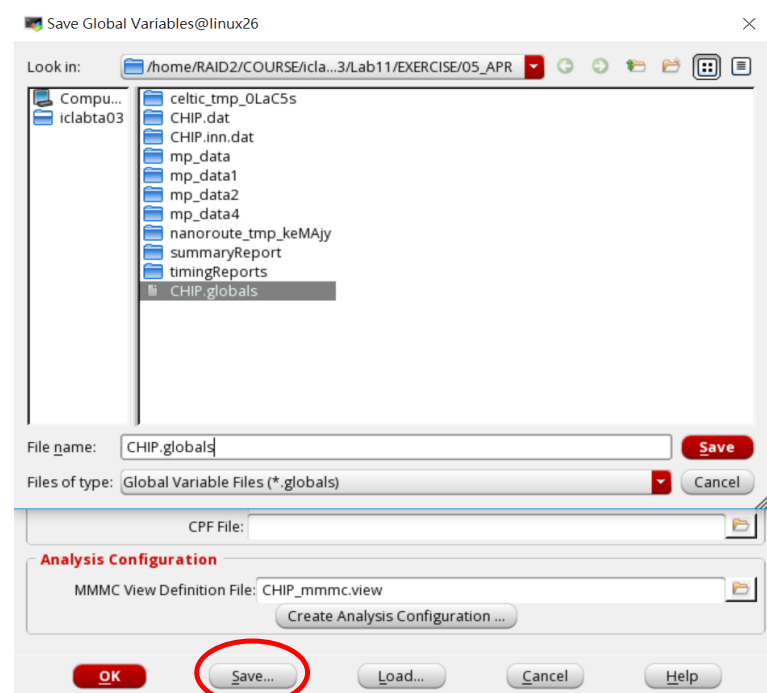 Save Global Variables@linux26
Look in: /home/RAID2/COURSE/icla...3/Lab11/EXERCISE/05_APR
Compu...
iclabta03
celtic_tmp_0LaC5s
CHIP.dat
CHIP.inn.dat
mp_data
mp_data1
mp_data2
mp_data4
nanoroute_tmp_keMAjy
summaryReport
timingReports
CHIP.globals
File name: CHIP.globals Save
Files of type: Global Variable Files (*.globals) Cancel
CPF File:
Analysis Configuration
MMMC View Definition File: CHIP_mmmc.view
Create Analysis Configuration ...
OK Save... Load... Cancel Help